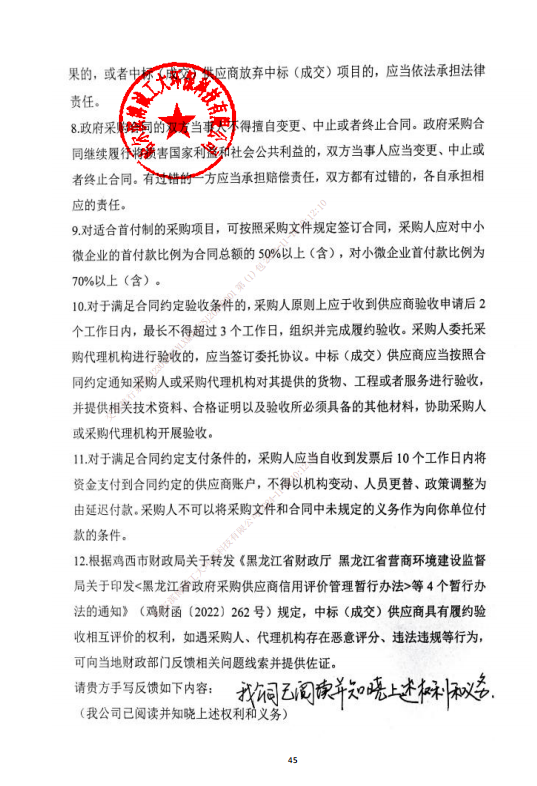 果的，或者中标（成交）供应商放弃中标（成交）项目的，应当依法承担法律
责任。
8.政府采购合同的双方当事人不得擅自变更、中止或者终止合同。政府采购合
同继续履行将损害国家利益和社会公共利益的，双方当事人应当变更、中止或
者终止合同。有过错的一方应当承担赔偿责任，双方都有过错的，各自承担相
应的责任。
9.对适合首付制的采购项目，可按照采购文件规定签订合同，采购人应对中小
微企业的首付款比例为合同总额的 50%以上（含），对小微企业首付款比例为
70%以上（含）。
10.对于满足合同约定验收条件的，采购人原则上应于收到供应商验收申请后 2
个工作日内，最长不得超过 3 个工作日，组织并完成履约验收。采购人委托采
购代理机构进行验收的，应当签订委托协议。中标（成交）供应商应当按照合
同约定通知采购人或采购代理机构对其提供的货物、工程或者服务进行验收，
并提供相关技术资料、合格证明以及验收所必须具备的其他材料，协助采购人
或采购代理机构开展验收。
11.对于满足合同约定支付条件的，采购人应当自收到发票后 10 个工作日内将
资金支付到合同约定的供应商账户，不得以机构变动、人员更替、政策调整为
由延迟付款。采购人不可以将采购文件和合同中未规定的义务作为向你单位付
款的条件。
12.根据鸡西市财政局关于转发《黑龙江省财政厅 黑龙江省营商环境建设监督
局关于印发<黑龙江省政府采购供应商信用评价管理暂行办法>等 4 个暂行办
法的通知》（鸡财函〔2022〕262 号）规定，中标（成交）供应商具有履约验
收相互评价的权利，如遇采购人、代理机构存在恶意评分、违法违规等行为，
可向当地财政部门反馈相关问题线索并提供佐证。
请贵方手写反馈如下内容： 我公司已阅读并知晓上述权利和义务.
（我公司已阅读并知晓上述权利和义务）
45